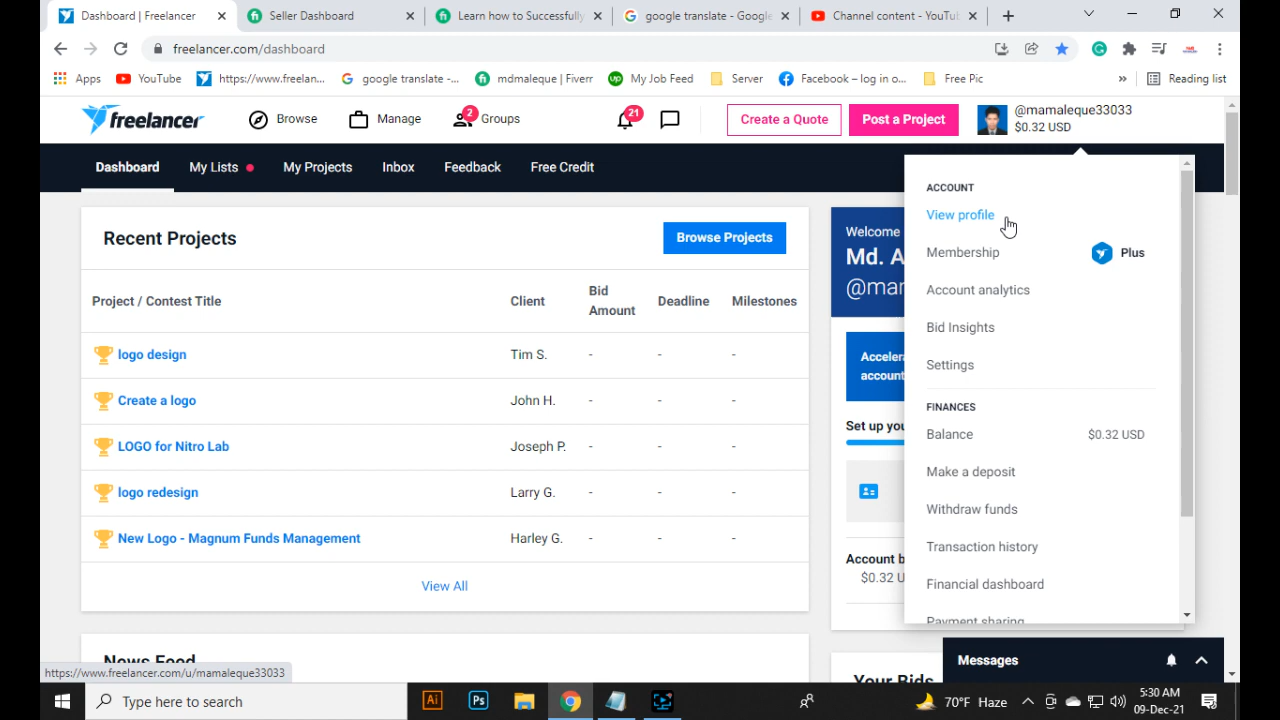 Dashboard | Freelancer
Seller Dashboard
Learn how to Successfully
google translate - Google
Channel content - YouTu
freelancer.com/dashboard
Apps
YouTube
https://www.freelan...
google translate -...
mdmaleque | Fiverr
My Job Feed
Server
Facebook – log in o...
Free Pic
»
Reading list
freelancer
Browse
Manage
2
Groups
21
Create a Quote
Post a Project
@mamaleque33033
$0.32 USD
Dashboard
My Lists
My Projects
Inbox
Feedback
Free Credit
Recent Projects
Browse Projects
Project / Contest Title
Client
Bid Amount
Deadline
Milestones
logo design
Tim S.
-
-
-
Create a logo
John H.
-
-
-
LOGO for Nitro Lab
Joseph P.
-
-
-
logo redesign
Larry G.
-
-
-
New Logo - Magnum Funds Management
Harley G.
-
-
-
View All
News Feed
Welcome
Md. A
@mar
Acceler
account
Set up you
Account b
$0.32 U
Your Bids
ACCOUNT
View profile
Membership
Plus
Account analytics
Bid Insights
Settings
FINANCES
Balance
$0.32 USD
Make a deposit
Withdraw funds
Transaction history
Financial dashboard
Payment sharing
Messages
https://www.freelancer.com/u/mamaleque33033
Type here to search
Ai
Ps
70°F Haze
5:30 AM
09-Dec-21